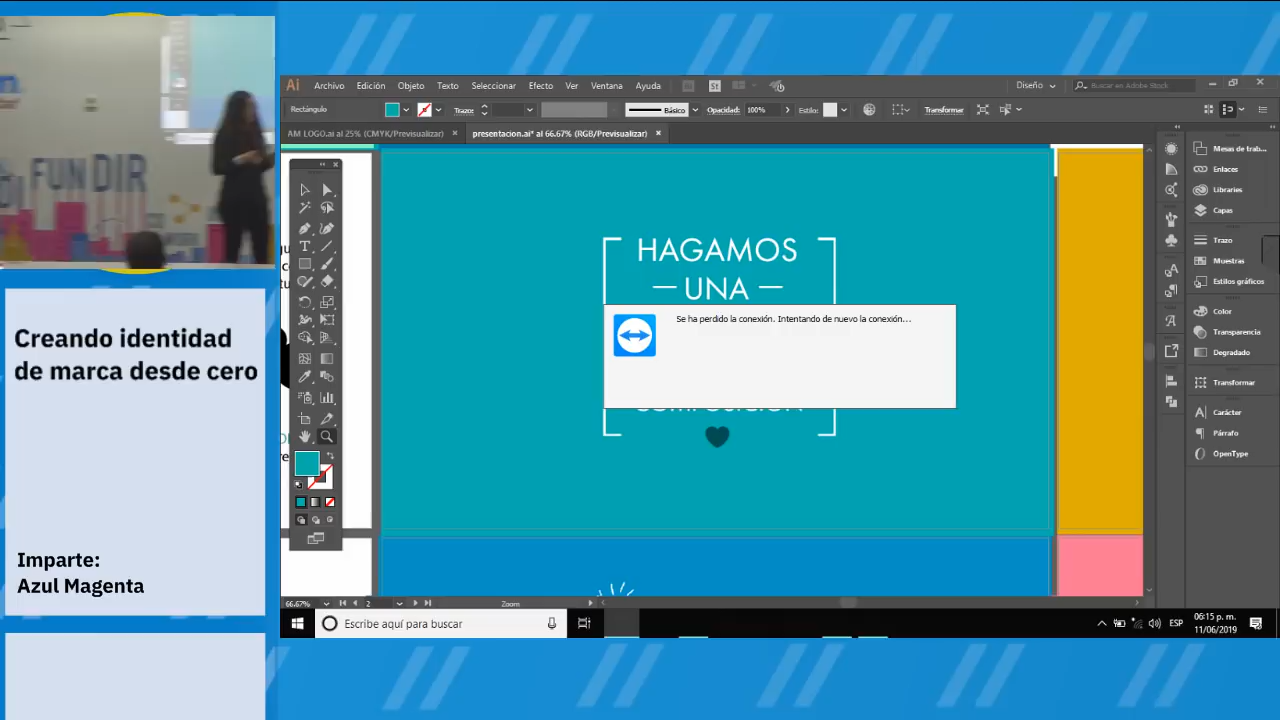 FUN DIR
Creando identidad
de marca desde cero
Imparte:
Azul Magenta
Ai Archivo Edición Objeto Texto Seleccionar Efecto Ver Ventana Ayuda Br St Diseño Buscar en Adobe Stock
Rectángulo Trazo: Básico Opacidad: 100% Estilo: Transformar
AM LOGO.ai al 25% (CMYK/Previsualizar) × presentacion.ai* al 66.67% (RGB/Previsualizar) ×
HAGAMOS
— UNA —
Se ha perdido la conexión. Intentando de nuevo la conexión...
Mesas de trab...
Enlaces
Libraries
Capas
Trazo
Muestras
Estilos gráficos
Color
Transparencia
Degradado
Transformar
Carácter
Párrafo
OpenType
66.67% 2 Zoom
Escribe aquí para buscar
ESP
06:15 p. m.
11/06/2019